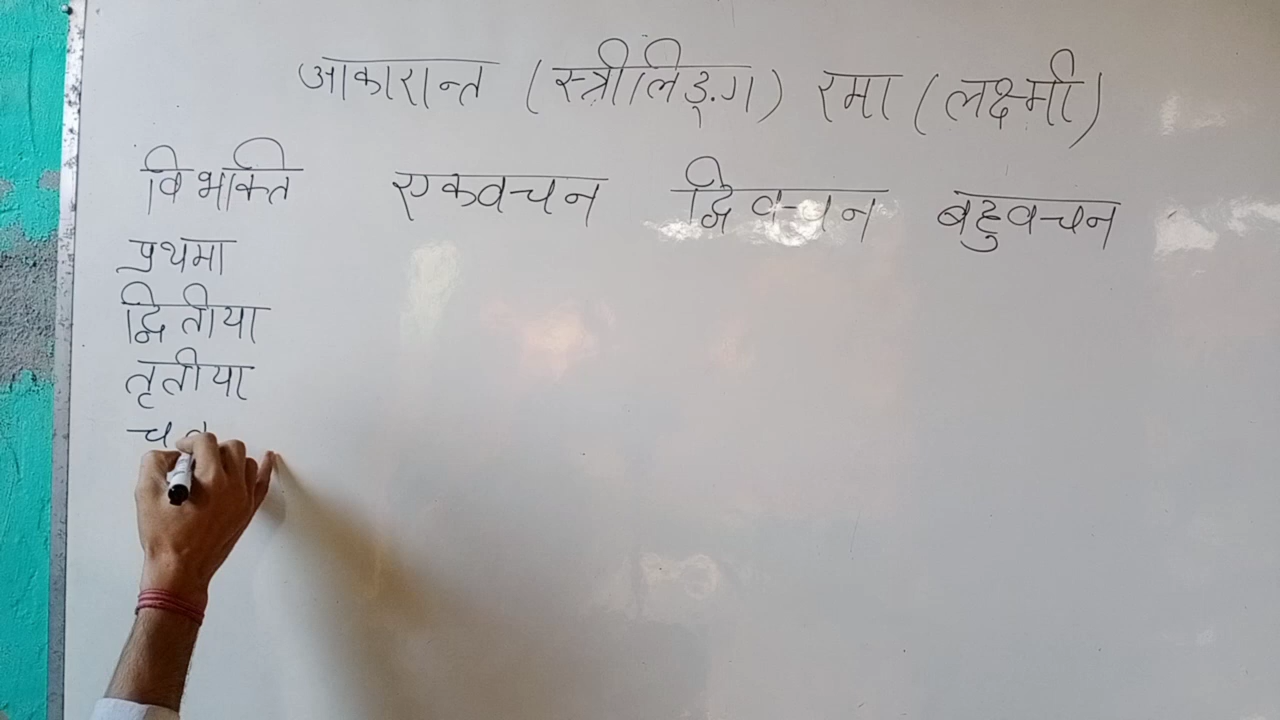 आकारान्त (स्त्रीलिङ्ग) रमा (लक्ष्मी)
विभक्ति एकवचन द्विवचन बहुवचन
प्रथमा
द्वितीया
तृतीया